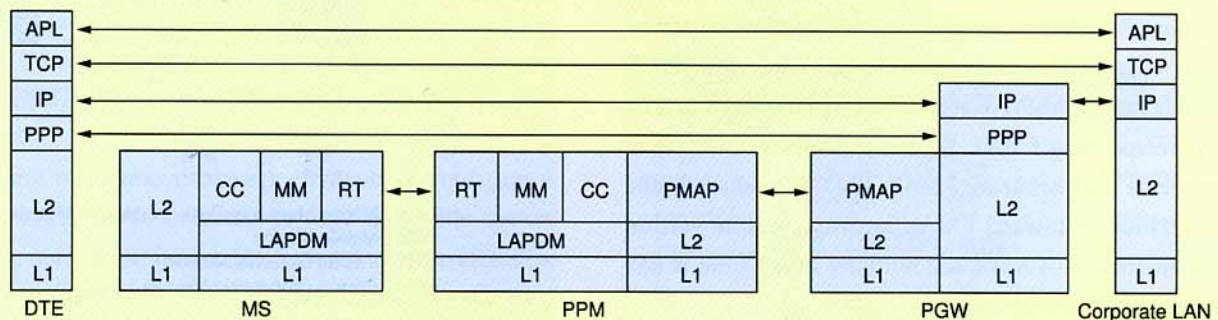 APL
TCP
IP
PPP
L2
L1
DTE
L2
CC
MM
RT
LAPDM
L1
L1
MS
RT
MM
CC
PMAP
LAPDM
L2
L1
L1
PPM
IP
PPP
PMAP
L2
L2
L1
L1
PGW
APL
TCP
IP
L2
L1
Corporate LAN